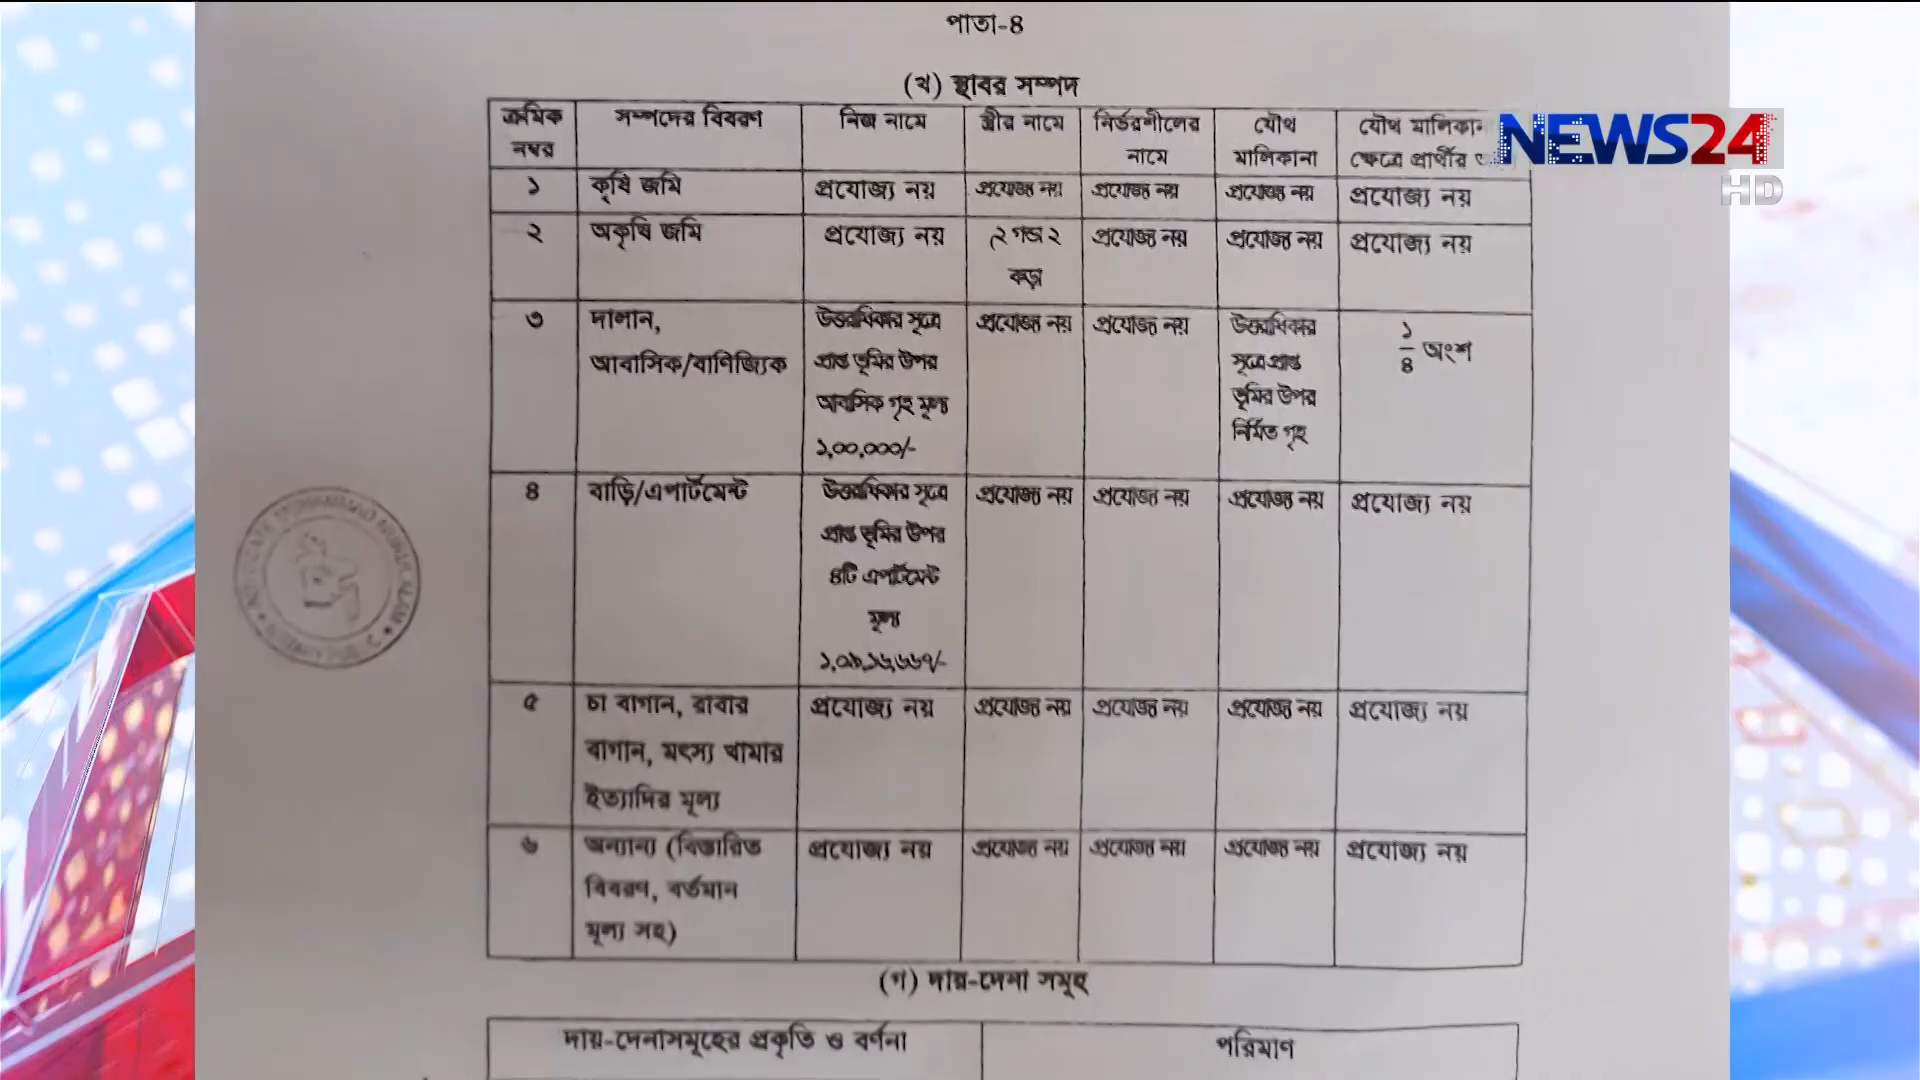 পাতা-৪
(খ) স্থাবর সম্পদ
ক্রমিক নম্বর	সম্পদের বিবরণ	নিজ নামে	স্ত্রীর নামে	নির্ভরশীলের নামে	যৌথ মালিকানা	যৌথ মালিকানা ক্ষেত্রে প্রার্থীর
NEWS24
HD
১	কৃষি জমি	প্রযোজ্য নয়	প্রযোজ্য নয়	প্রযোজ্য নয়	প্রযোজ্য নয়	প্রযোজ্য নয়
২	অকৃষি জমি	প্রযোজ্য নয়	২ গন্ডা ২ কড়া	প্রযোজ্য নয়	প্রযোজ্য নয়	প্রযোজ্য নয়
৩	দালান, আবাসিক/বাণিজ্যিক	উত্তরাধিকার সূত্রে প্রাপ্ত ভূমির উপর আবাসিক গৃহ মূল্য ১,০০,০০০/-	প্রযোজ্য নয়	প্রযোজ্য নয়	উত্তরাধিকার সূত্রে প্রাপ্ত ভূমির উপর নির্মিত গৃহ	১/৪ অংশ
৪	বাড়ি/এপার্টমেন্ট	উত্তরাধিকার সূত্রে প্রাপ্ত ভূমির উপর ৪টি এপার্টমেন্ট মূল্য	প্রযোজ্য নয়	প্রযোজ্য নয়	প্রযোজ্য নয়	প্রযোজ্য নয়
৫	চা বাগান, রাবার বাগান, মৎস্য খামার ইত্যাদির মূল্য	প্রযোজ্য নয়	প্রযোজ্য নয়	প্রযোজ্য নয়	প্রযোজ্য নয়	প্রযোজ্য নয়
৬	অন্যান্য (বিস্তারিত বিবরণ, বর্তমান মূল্য সহ)	প্রযোজ্য নয়	প্রযোজ্য নয়	প্রযোজ্য নয়	প্রযোজ্য নয়	প্রযোজ্য নয়
(গ) দায়-দেনা সমূহ
দায়-দেনাসমূহের প্রকৃতি ও বর্ণনা	পরিমাণ